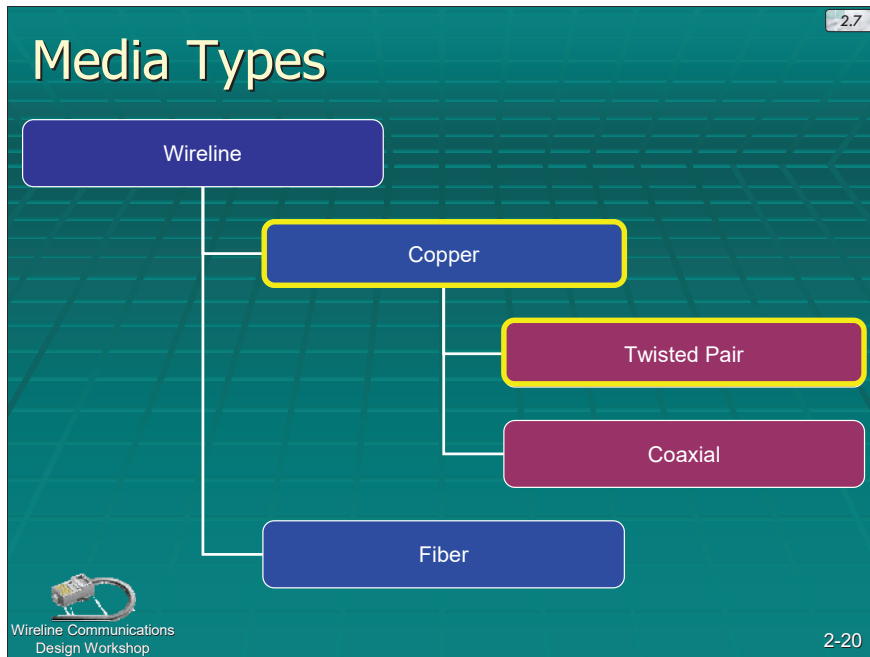 2.7
Media Types
Wireline
Copper
Twisted Pair
Coaxial
Fiber
Wireline Communications
Design Workshop
2-20